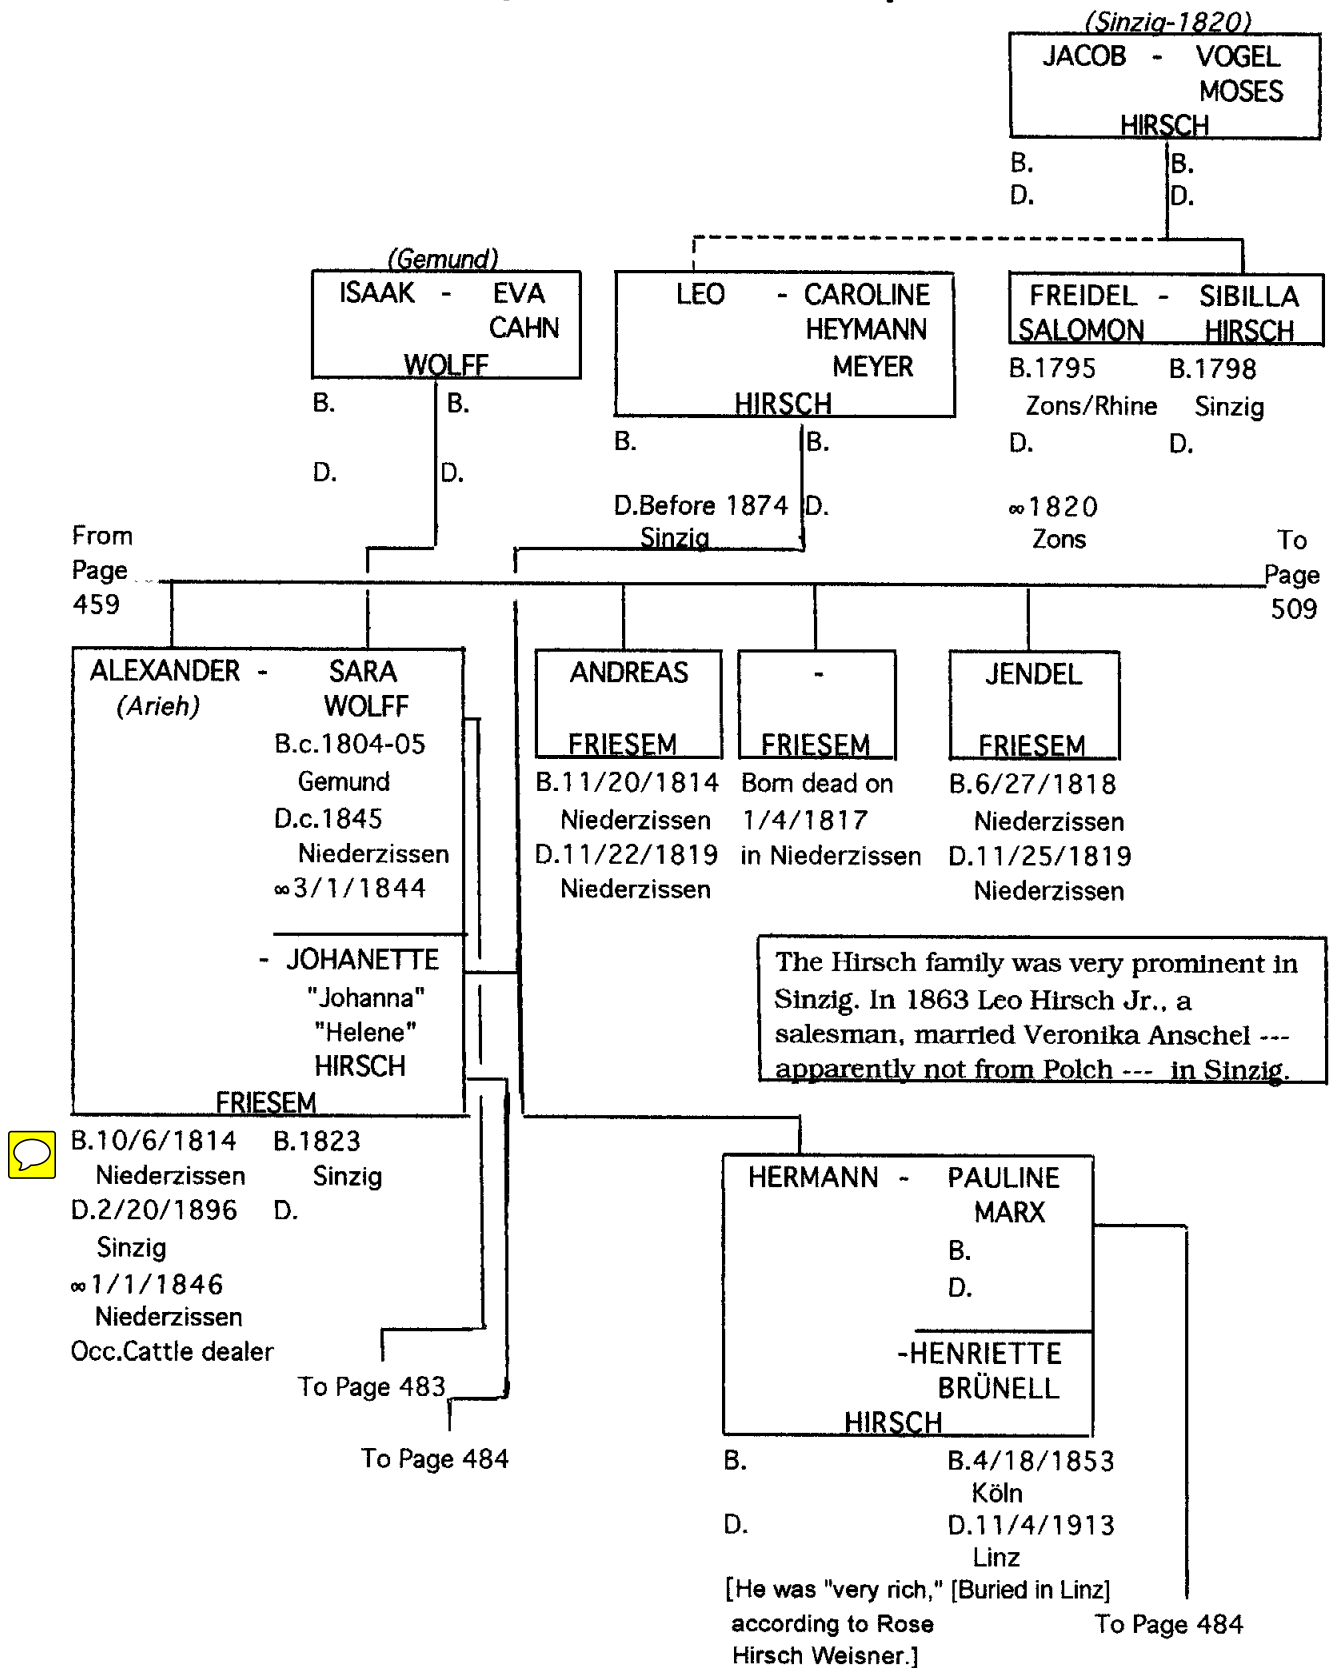 (Sinzig-1820)
JACOB - VOGEL
MOSES
HIRSCH
B. B.
D. D.
(Gemund)
ISAAK - EVA
CAHN
WOLFF
B. B.
D. D.
LEO - CAROLINE
HEYMANN
MEYER
HIRSCH
B. B.
D.Before 1874 D.
Sinzig
FREIDEL - SIBILLA
SALOMON HIRSCH
B.1795 B.1798
Zons/Rhine Sinzig
D. D.
∞1820
Zons
From
Page
459
To
Page
509
ALEXANDER - SARA
(Arieh) WOLFF
B.c.1804-05
Gemund
D.c.1845
Niederzissen
∞3/1/1844
- JOHANETTE
"Johanna"
"Helene"
HIRSCH
FRIESEM
B.10/6/1814 B.1823
Niederzissen Sinzig
D.2/20/1896 D.
Sinzig
∞1/1/1846
Niederzissen
Occ.Cattle dealer
To Page 483
To Page 484
ANDREAS
FRIESEM
B.11/20/1814
Niederzissen
D.11/22/1819
Niederzissen
-
FRIESEM
Born dead on
1/4/1817
in Niederzissen
JENDEL
FRIESEM
B.6/27/1818
Niederzissen
D.11/25/1819
Niederzissen
The Hirsch family was very prominent in
Sinzig. In 1863 Leo Hirsch Jr., a
salesman, married Veronika Anschel ---
apparently not from Polch --- in Sinzig.
HERMANN - PAULINE
MARX
B.
D.
-HENRIETTE
BRÜNELL
HIRSCH
B. B.4/18/1853
Köln
D. D.11/4/1913
Linz
[He was "very rich," [Buried in Linz]
according to Rose
Hirsch Weisner.]
To Page 484